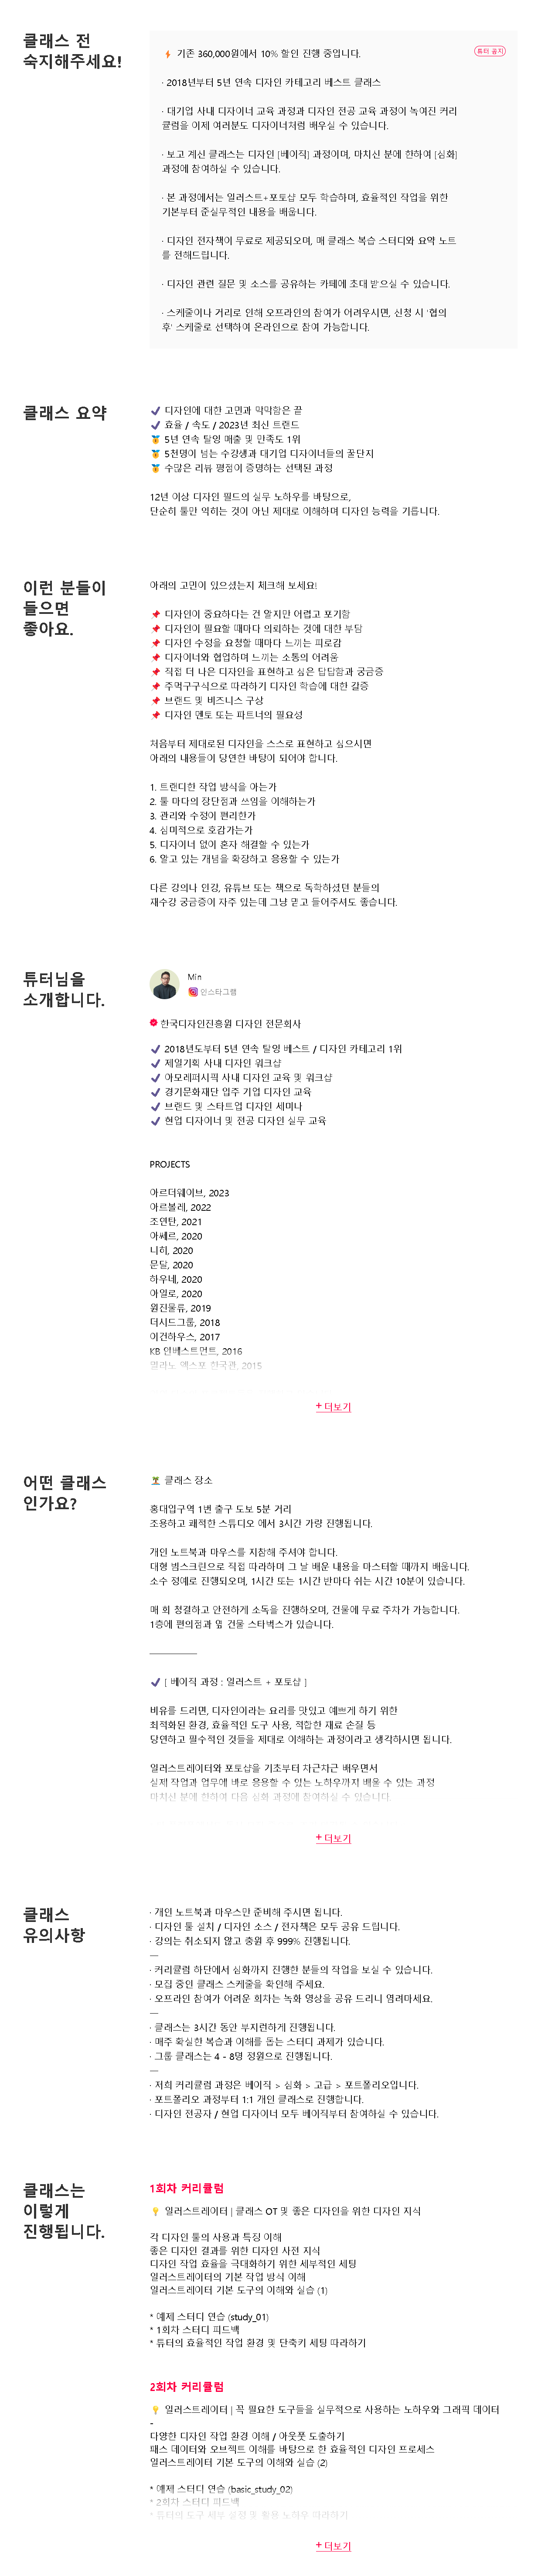 클래스 전
숙지해주세요!
튜터 공지
기존 360,000원에서 10% 할인 진행 중입니다.
· 2018년부터 5년 연속 디자인 카테고리 베스트 클래스
· 대기업 사내 디자이너 교육 과정과 디자인 전공 교육 과정이 녹여진 커리
큘럼을 이제 여러분도 디자이너처럼 배우실 수 있습니다.
· 보고 계신 클래스는 디자인 [베이직] 과정이며, 마치신 분에 한하여 [심화]
과정에 참여하실 수 있습니다.
· 본 과정에서는 일러스트+포토샵 모두 학습하며, 효율적인 작업을 위한
기본부터 준실무적인 내용을 배웁니다.
· 디자인 전자책이 무료로 제공되오며, 매 클래스 복습 스터디와 요약 노트
를 전해드립니다.
· 디자인 관련 질문 및 소스를 공유하는 카페에 초대 받으실 수 있습니다.
· 스케줄이나 거리로 인해 오프라인의 참여가 어려우시면, 신청 시 '협의
후' 스케줄로 선택하여 온라인으로 참여 가능합니다.
클래스 요약
디자인에 대한 고민과 막막함은 끝
효율 / 속도 / 2023년 최신 트렌드
5년 연속 탈잉 매출 및 만족도 1위
5천명이 넘는 수강생과 대기업 디자이너들의 꿀단지
수많은 리뷰 평점이 증명하는 선택된 과정
12년 이상 디자인 필드의 실무 노하우를 바탕으로,
단순히 툴만 익히는 것이 아닌 제대로 이해하며 디자인 능력을 기릅니다.
이런 분들이
들으면
좋아요.
아래의 고민이 있으셨는지 체크해 보세요!
디자인이 중요하다는 건 알지만 어렵고 포기함
디자인이 필요할 때마다 의뢰하는 것에 대한 부담
디자인 수정을 요청할 때마다 느끼는 피로감
디자이너와 협업하며 느끼는 소통의 어려움
직접 더 나은 디자인을 표현하고 싶은 답답함과 궁금증
주먹구구식으로 따라하기 디자인 학습에 대한 갈증
브랜드 및 비즈니스 구상
디자인 멘토 또는 파트너의 필요성
처음부터 제대로된 디자인을 스스로 표현하고 싶으시면
아래의 내용들이 당연한 바탕이 되어야 합니다.
1. 트랜디한 작업 방식을 아는가
2. 툴 마다의 장단점과 쓰임을 이해하는가
3. 관리와 수정이 편리한가
4. 심미적으로 호감가는가
5. 디자이너 없이 혼자 해결할 수 있는가
6. 알고 있는 개념을 확장하고 응용할 수 있는가
다른 강의나 인강, 유튜브 또는 책으로 독학하셨던 분들의
재수강 궁금증이 자주 있는데 그냥 믿고 들어주셔도 좋습니다.
튜터님을
소개합니다.
Min
인스타그램
한국디자인진흥원 디자인 전문회사
2018년도부터 5년 연속 탈잉 베스트 / 디자인 카테고리 1위
제일기획 사내 디자인 워크샵
아모레퍼시픽 사내 디자인 교육 및 워크샵
경기문화재단 입주 기업 디자인 교육
브랜드 및 스타트업 디자인 세미나
현업 디자이너 및 전공 디자인 실무 교육
PROJECTS
아르더웨이브, 2023
아르볼레, 2022
조연탄, 2021
아쎄르, 2020
니히, 2020
문달, 2020
하우네, 2020
아일로, 2020
원진물류, 2019
더시드그룹, 2018
이건하우스, 2017
KB 인베스트먼트, 2016
밀라노 엑스포 한국관, 2015
+ 더보기
어떤 클래스
인가요?
클래스 장소
홍대입구역 1번 출구 도보 5분 거리
조용하고 쾌적한 스튜디오 에서 3시간 가량 진행됩니다.
개인 노트북과 마우스를 지참해 주셔야 합니다.
대형 빔스크린으로 직접 따라하며 그 날 배운 내용을 마스터할 때까지 배웁니다.
소수 정예로 진행되오며, 1시간 또는 1시간 반마다 쉬는 시간 10분이 있습니다.
매 회 청결하고 안전하게 소독을 진행하오며, 건물에 무료 주차가 가능합니다.
1층에 편의점과 옆 건물 스타벅스가 있습니다.
[ 베이직 과정 : 일러스트 + 포토샵 ]
비유를 드리면, 디자인이라는 요리를 맛있고 예쁘게 하기 위한
최적화된 환경, 효율적인 도구 사용, 적합한 재료 손질 등
당연하고 필수적인 것들을 제대로 이해하는 과정이라고 생각하시면 됩니다.
일러스트레이터와 포토샵을 기초부터 차근차근 배우면서
실제 작업과 업무에 바로 응용할 수 있는 노하우까지 배울 수 있는 과정
마치신 분에 한하여 다음 심화 과정에 참여하실 수 있습니다.
+ 더보기
클래스
유의사항
· 개인 노트북과 마우스만 준비해 주시면 됩니다.
· 디자인 툴 설치 / 디자인 소스 / 전자책은 모두 공유 드립니다.
· 강의는 취소되지 않고 충원 후 999% 진행됩니다.
—
· 커리큘럼 하단에서 심화까지 진행한 분들의 작업을 보실 수 있습니다.
· 모집 중인 클래스 스케줄을 확인해 주세요.
· 오프라인 참여가 어려운 회차는 녹화 영상을 공유 드리니 염려마세요.
—
· 클래스는 3시간 동안 부지런하게 진행됩니다.
· 매주 확실한 복습과 이해를 돕는 스터디 과제가 있습니다.
· 그룹 클래스는 4 - 8명 정원으로 진행됩니다.
—
· 저희 커리큘럼 과정은 베이직 > 심화 > 고급 > 포트폴리오입니다.
· 포트폴리오 과정부터 1:1 개인 클래스로 진행합니다.
· 디자인 전공자 / 현업 디자이너 모두 베이직부터 참여하실 수 있습니다.
클래스는
이렇게
진행됩니다.
1회차 커리큘럼
일러스트레이터 | 클래스 OT 및 좋은 디자인을 위한 디자인 지식
각 디자인 툴의 사용과 특징 이해
좋은 디자인 결과를 위한 디자인 사전 지식
디자인 작업 효율을 극대화하기 위한 세부적인 세팅
일러스트레이터의 기본 작업 방식 이해
일러스트레이터 기본 도구의 이해와 실습 (1)
* 예제 스터디 연습 (study_01)
* 1회차 스터디 피드백
* 튜터의 효율적인 작업 환경 및 단축키 세팅 따라하기
2회차 커리큘럼
일러스트레이터 | 꼭 필요한 도구들을 실무적으로 사용하는 노하우와 그래픽 데이터
-
다양한 디자인 작업 환경 이해 / 아웃풋 도출하기
패스 데이터와 오브젝트 이해를 바탕으로 한 효율적인 디자인 프로세스
일러스트레이터 기본 도구의 이해와 실습 (2)
* 예제 스터디 연습 (basic_study_02)
* 2회차 스터디 피드백
* 튜터의 도구 세부 설정 및 활용 노하우 따라하기
+ 더보기